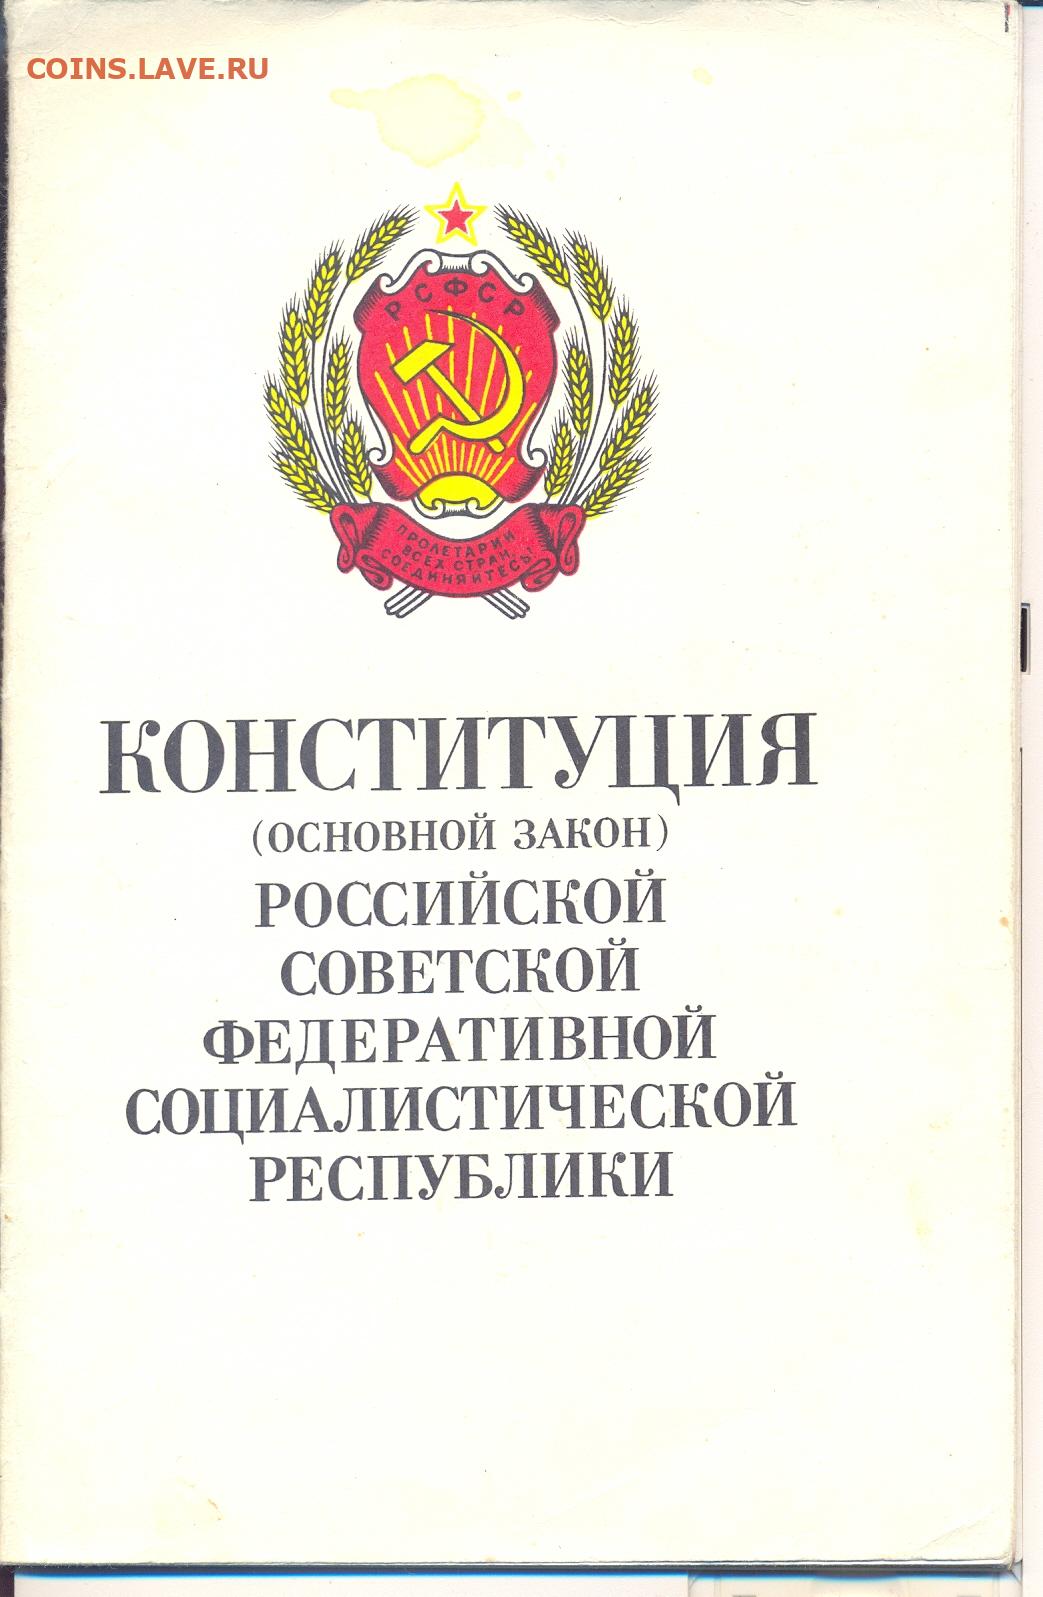 COINS.LAVE.RU
РСФСР
ПРОЛЕТАРИИ
ВСЕХ СТРАН,
СОЕДИНЯЙТЕСЬ!
КОНСТИТУЦИЯ
(ОСНОВНОЙ ЗАКОН)
РОССИЙСКОЙ
СОВЕТСКОЙ
ФЕДЕРАТИВНОЙ
СОЦИАЛИСТИЧЕСКОЙ
РЕСПУБЛИКИ